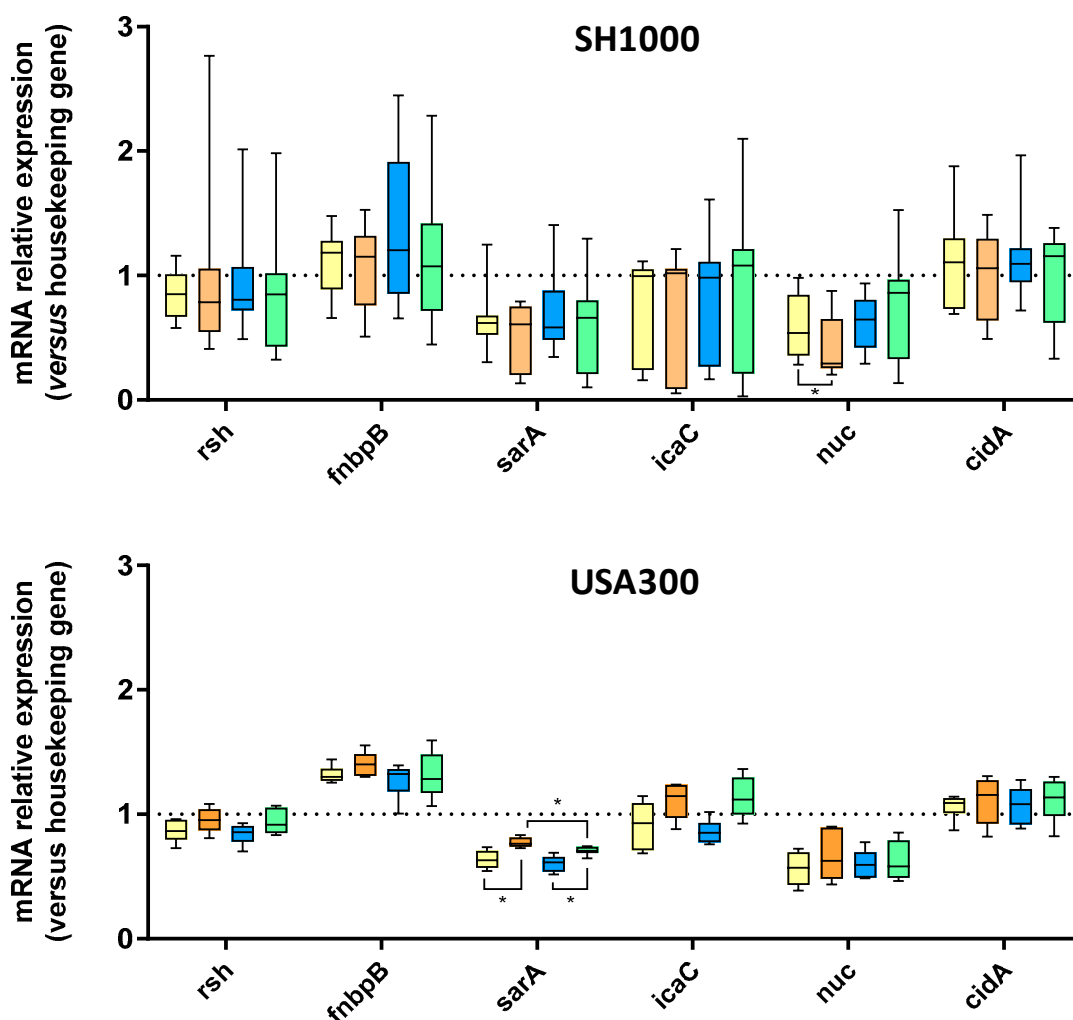 SH1000
mRNA relative expression
(versus housekeeping gene)
3
2
1
0
*
rsh
fnbpB
sarA
icaC
nuc
cidA
USA300
mRNA relative expression
(versus housekeeping gene)
3
2
1
0
*
*
*
rsh
fnbpB
sarA
icaC
nuc
cidA